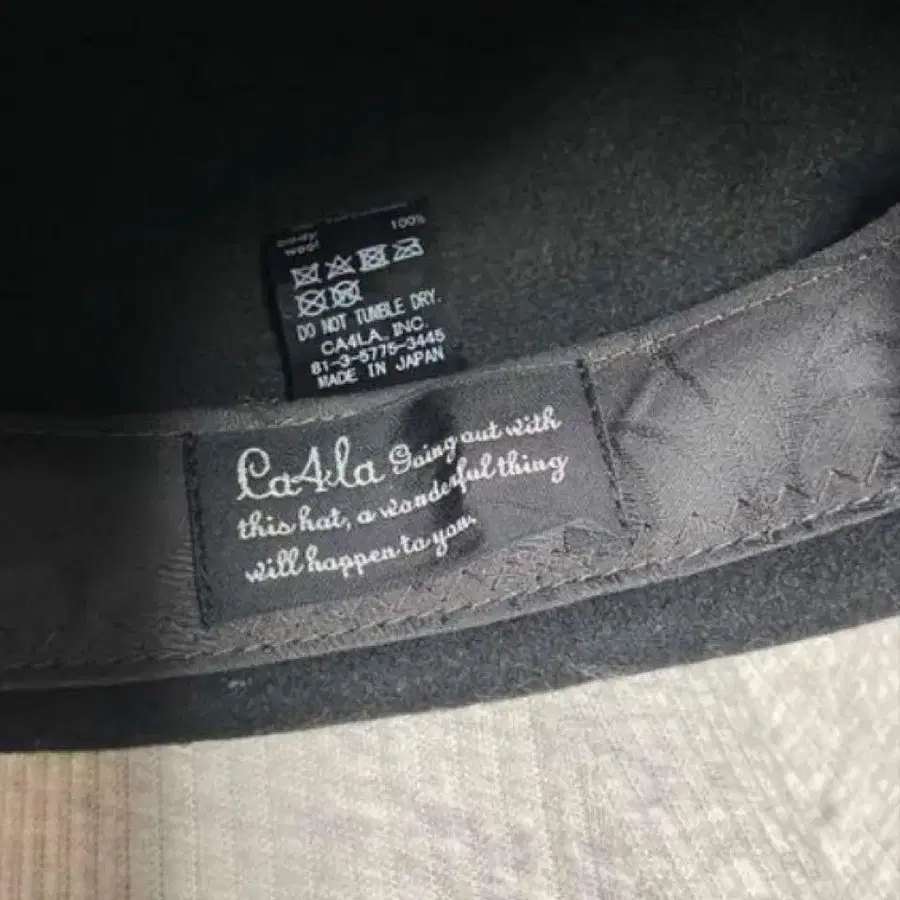 100%
wool
DO NOT TUMBLE DRY.
CA4LA, INC.
81-3-5775-3445
MADE IN JAPAN
Ca4la Going out with
this hat, a wonderful thing
will happen to you.